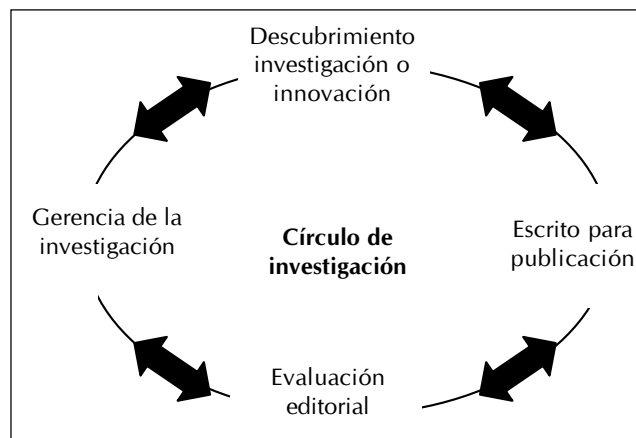 Descubrimiento
investigación o
innovación
Gerencia de la
investigación
Círculo de
investigación
Escrito para
publicación
Evaluación
editorial